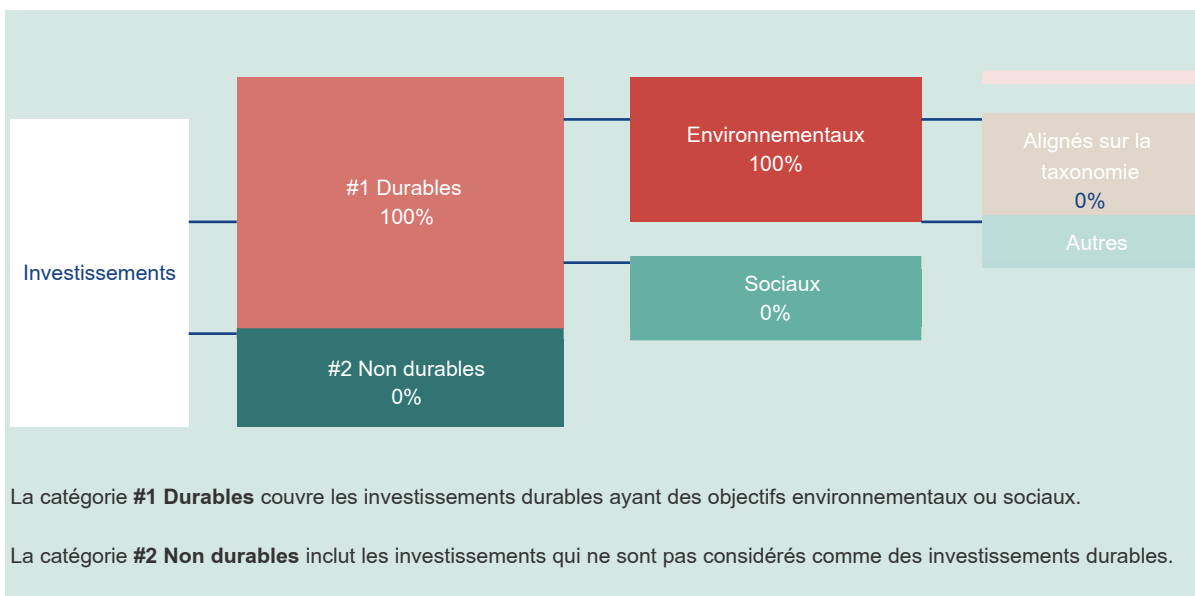 Investissements
#1 Durables
100%
#2 Non durables
0%
Environnementaux
100%
Sociaux
0%
Alignés sur la
taxonomie
0%
Autres
La catégorie #1 Durables couvre les investissements durables ayant des objectifs environnementaux ou sociaux.
La catégorie #2 Non durables inclut les investissements qui ne sont pas considérés comme des investissements durables.